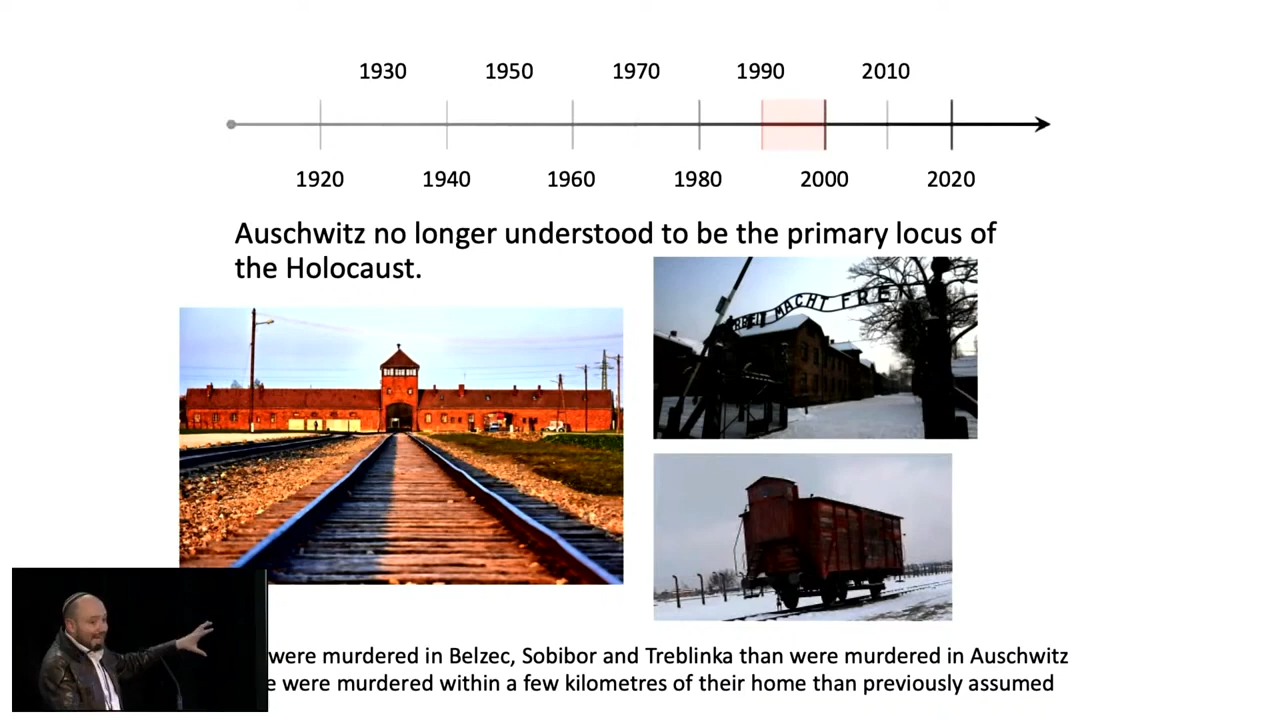 1930 1950 1970 1990 2010
1920 1940 1960 1980 2000 2020
Auschwitz no longer understood to be the primary locus of
the Holocaust.
ARBEIT MACHT FRE
were murdered in Belzec, Sobibor and Treblinka than were murdered in Auschwitz
e were murdered within a few kilometres of their home than previously assumed